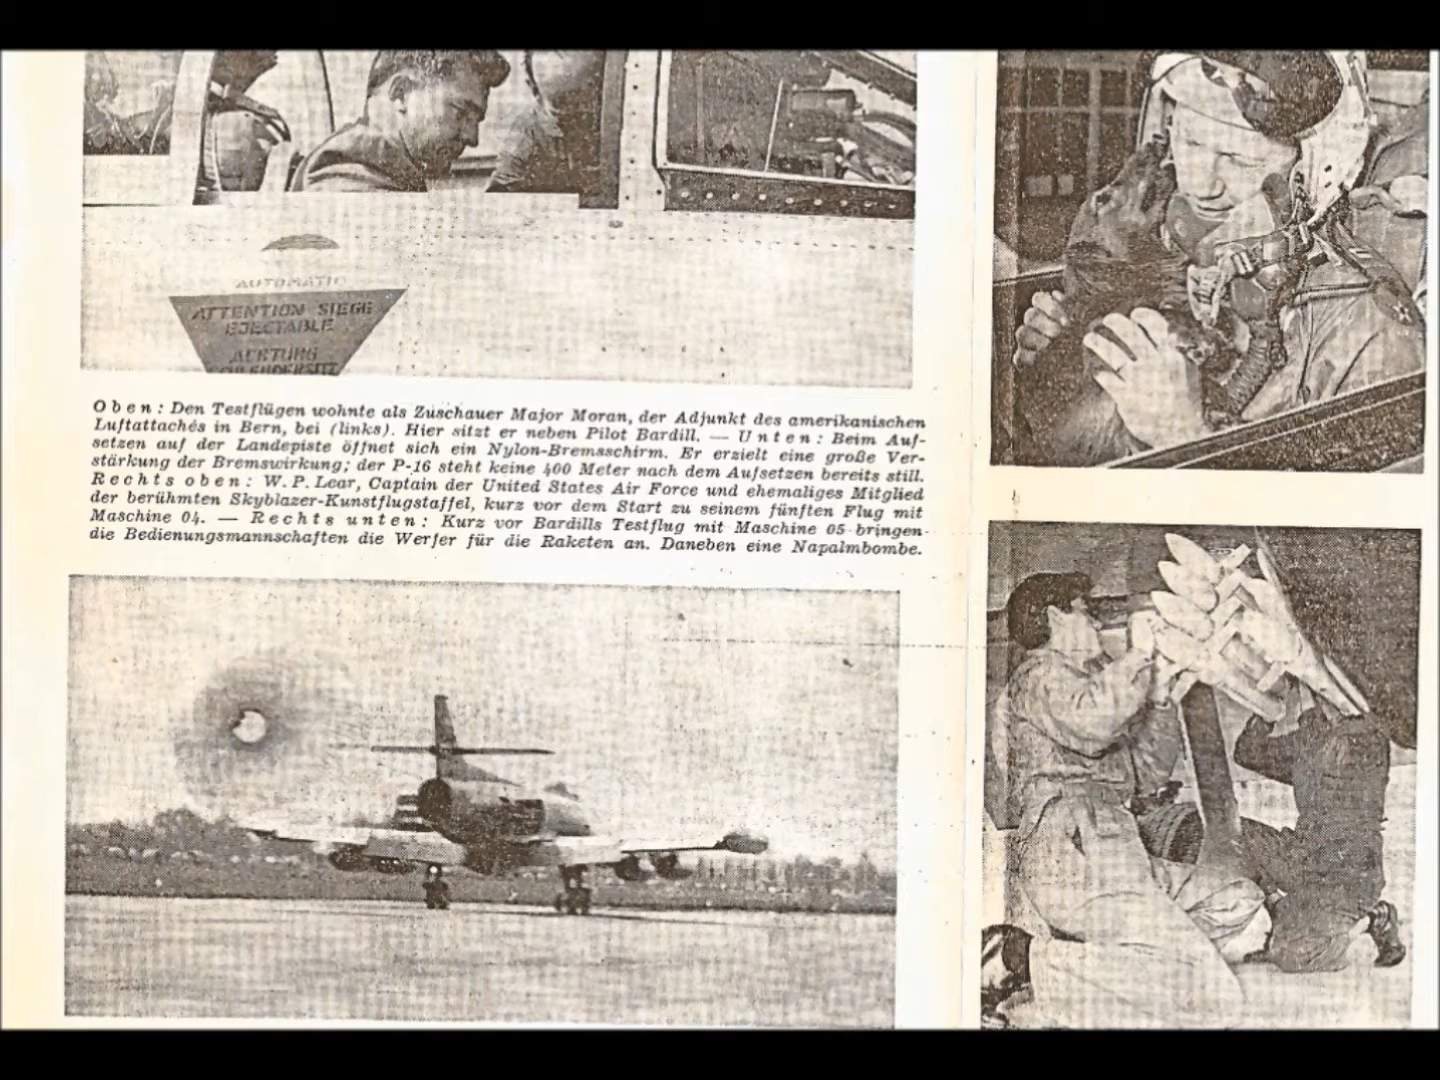 AUTOMATIC
ATTENTION SIEGE
EJECTABLE
ACHTUNG
SCHLEUDERSITZ
Oben: Den Testflügen wohnte als Zuschauer Major Moran, der Adjunkt des amerikanischen
Luftattachés in Bern, bei (links). Hier sitzt er neben Pilot Bardill. — Unten: Beim Auf-
setzen auf der Landepiste öffnet sich ein Nylon-Bremsschirm. Er erzielt eine große Ver-
stärkung der Bremswirkung; der P-16 steht keine 400 Meter nach dem Aufsetzen bereits still.
Rechts oben: W. P. Lear, Captain der United States Air Force und ehemaliges Mitglied
der berühmten Skyblazer-Kunstflugstaffel, kurz vor dem Start zu seinem fünften Flug mit
Maschine 04. — Rechts unten: Kurz vor Bardills Testflug mit Maschine 05 bringen
die Bedienungsmannschaften die Werfer für die Raketen an. Daneben eine Napalmbombe.